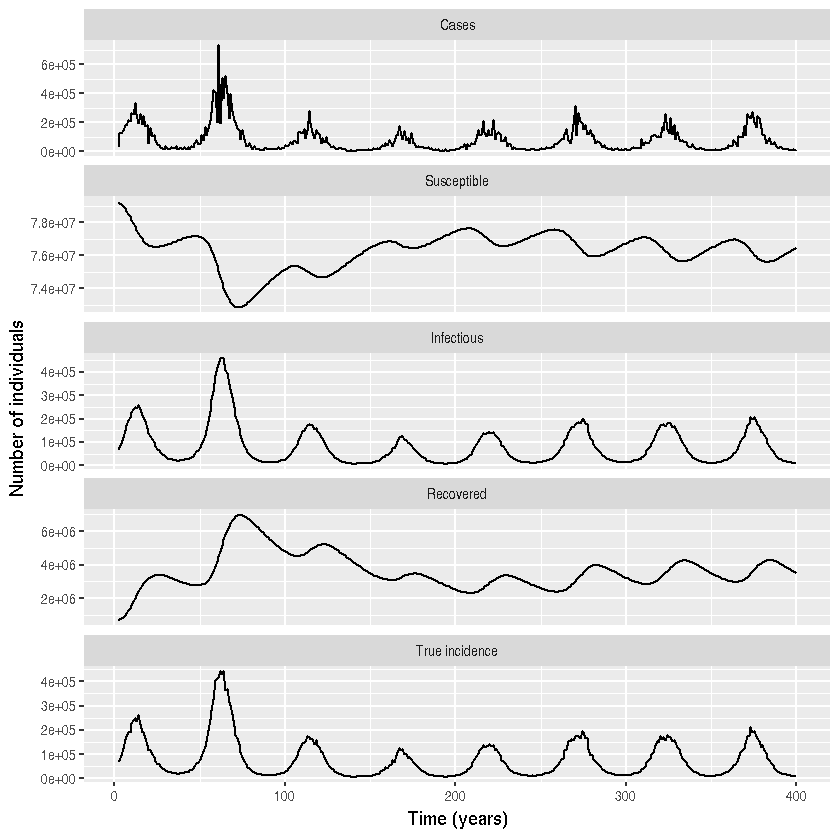 Cases
6e+05
4e+05
2e+05
0e+00
Susceptible
7.8e+07
7.6e+07
7.4e+07
Infectious
4e+05
3e+05
2e+05
1e+05
0e+00
Recovered
6e+06
4e+06
2e+06
True incidence
4e+05
3e+05
2e+05
1e+05
0e+00
0 100 200 300 400
Time (years)
Number of individuals